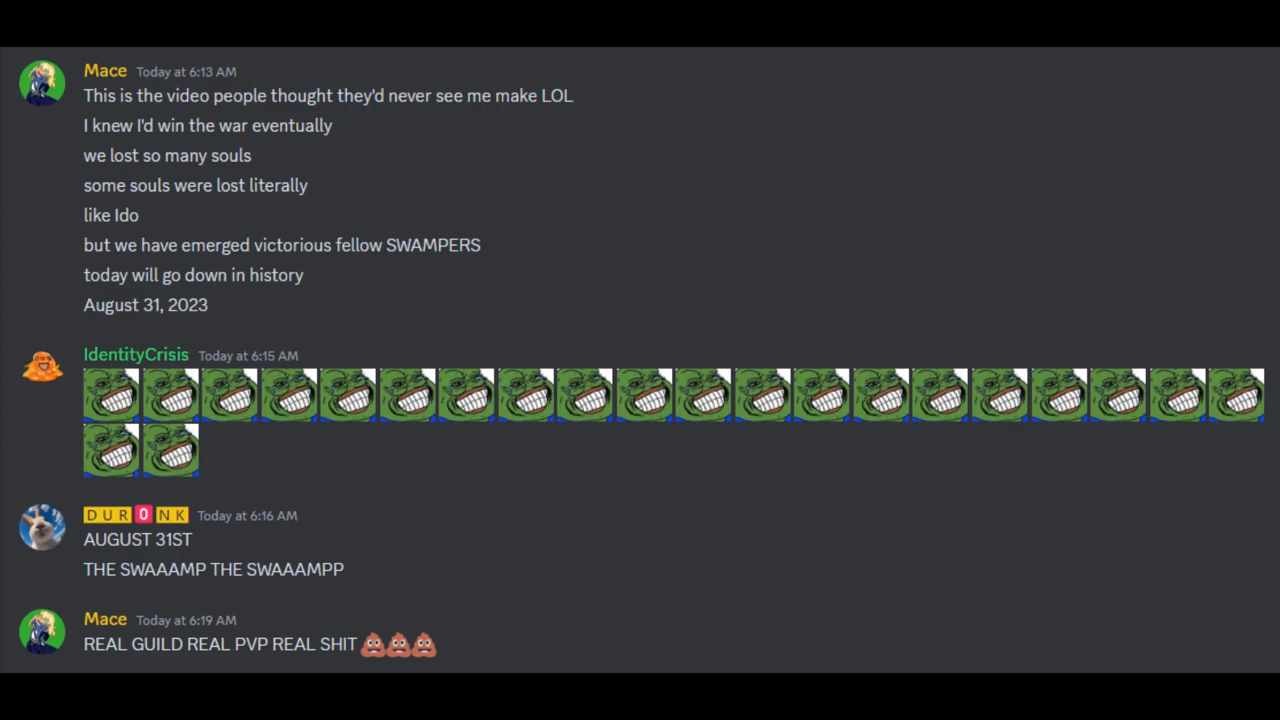 Mace Today at 6:13 AM
This is the video people thought they'd never see me make LOL
I knew I'd win the war eventually
we lost so many souls
some souls were lost literally
like Ido
but we have emerged victorious fellow SWAMPERS
today will go down in history
August 31, 2023
IdentityCrisis Today at 6:15 AM
DUR0NK Today at 6:16 AM
AUGUST 31ST
THE SWAAAMP THE SWAAAMPP
Mace Today at 6:19 AM
REAL GUILD REAL PVP REAL SHIT 💩💩💩